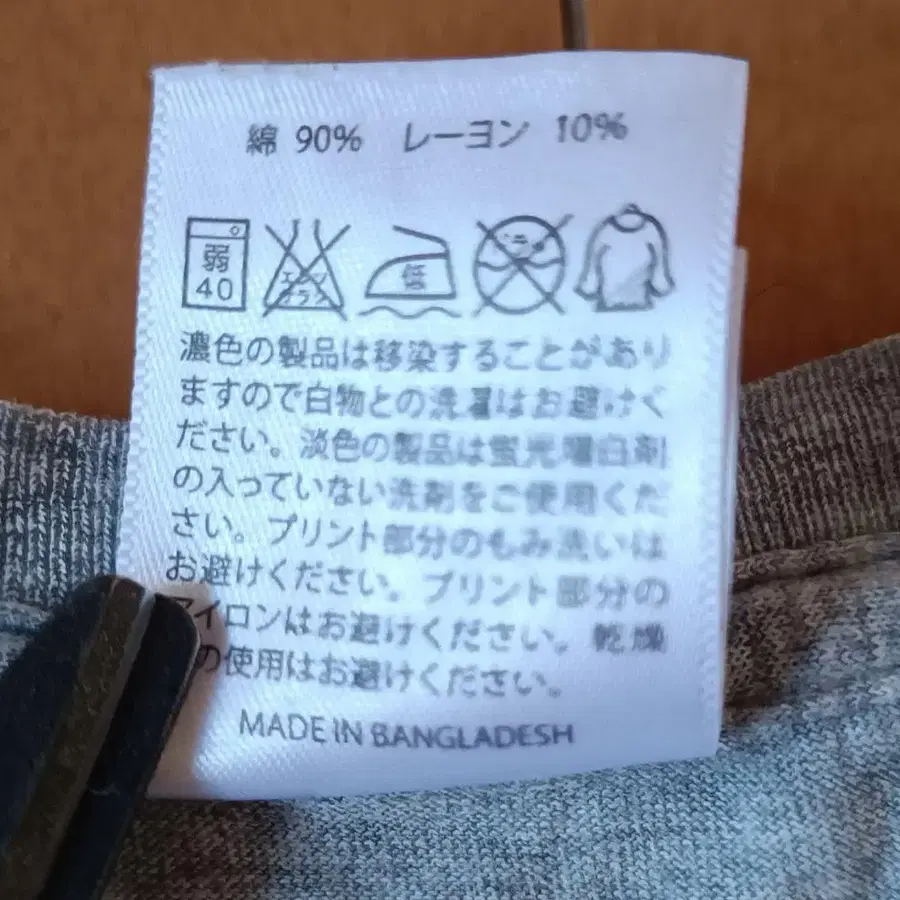 綿 90% レーヨン 10%
弱
40
エンソ
サラシ
低
濃色の製品は移染することがあり
ますので白物との洗濯はお避けく
ださい。淡色の製品は蛍光増白剤
の入っていない洗剤をご使用くだ
さい。プリント部分のもみ洗いは
お避けください。プリント部分の
アイロンはお避けください。乾燥
の使用はお避けください。
MADE IN BANGLADESH